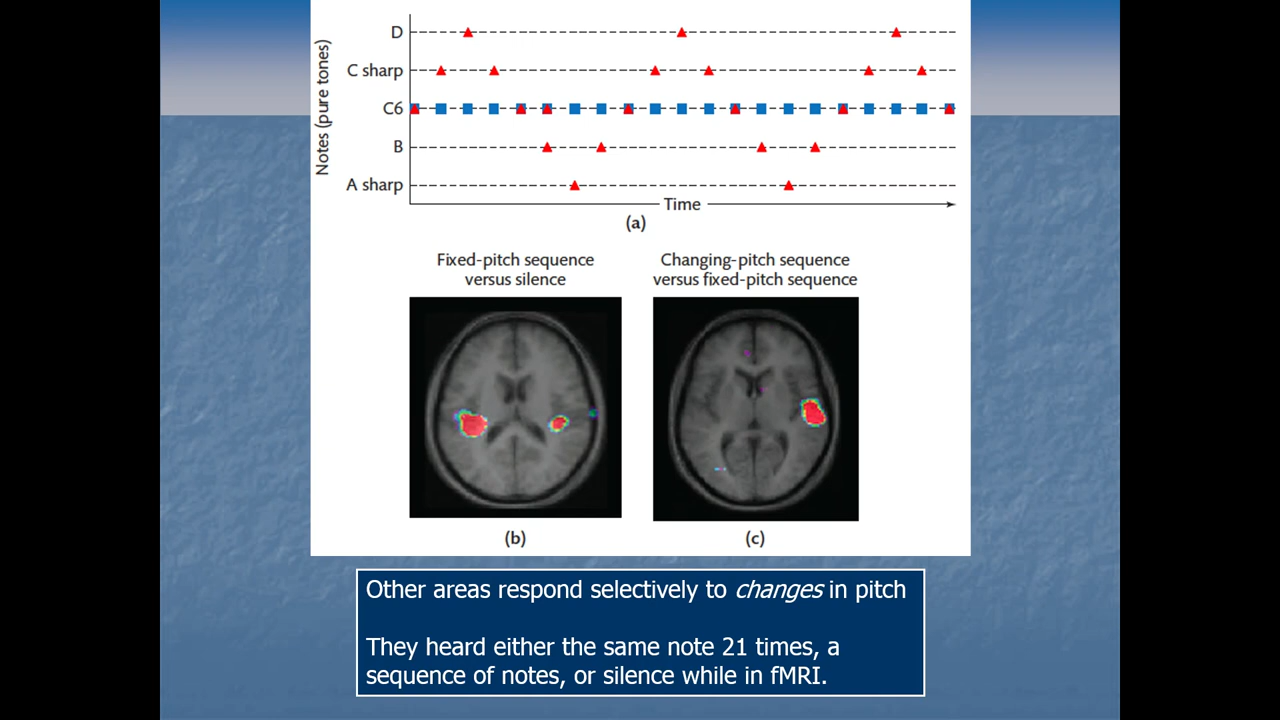 Notes (pure tones)
D
C sharp
C6
B
A sharp
Time
(a)
Fixed-pitch sequence
versus silence
Changing-pitch sequence
versus fixed-pitch sequence
(b)
(c)
Other areas respond selectively to changes in pitch
They heard either the same note 21 times, a
sequence of notes, or silence while in fMRI.